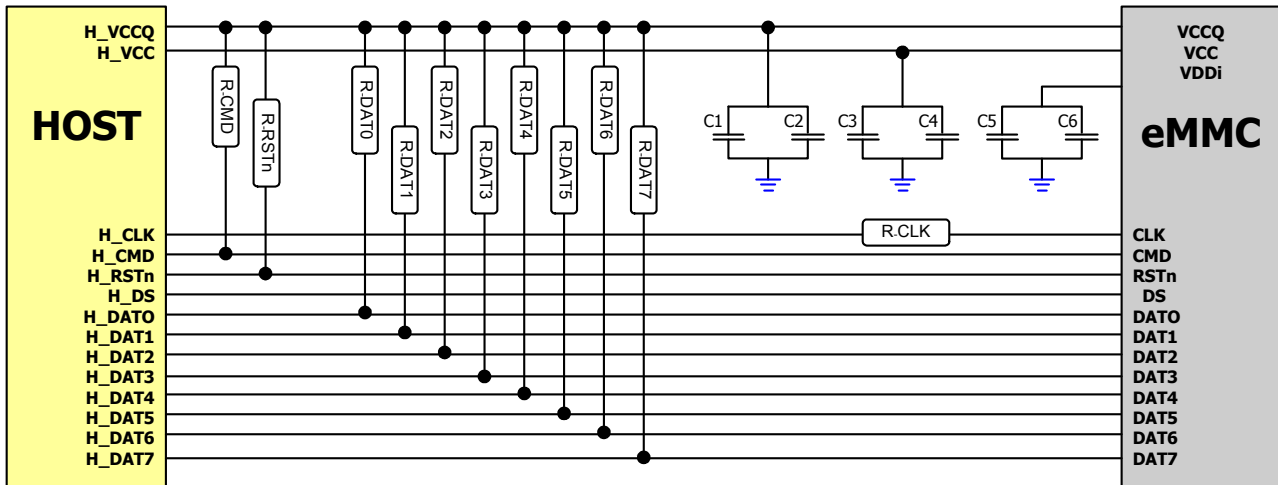 H_VCCQ
H_VCC
HOST
R.CMD
R.RSTn
R.DAT0
R.DAT1
R.DAT2
R.DAT3
R.DAT4
R.DAT5
R.DAT6
R.DAT7
C1
C2
C3
C4
C5
C6
VCCQ
VCC
VDDi
eMMC
R.CLK
H_CLK
H_CMD
H_RSTn
H_DS
H_DATO
H_DAT1
H_DAT2
H_DAT3
H_DAT4
H_DAT5
H_DAT6
H_DAT7
CLK
CMD
RSTn
DS
DATO
DAT1
DAT2
DAT3
DAT4
DAT5
DAT6
DAT7